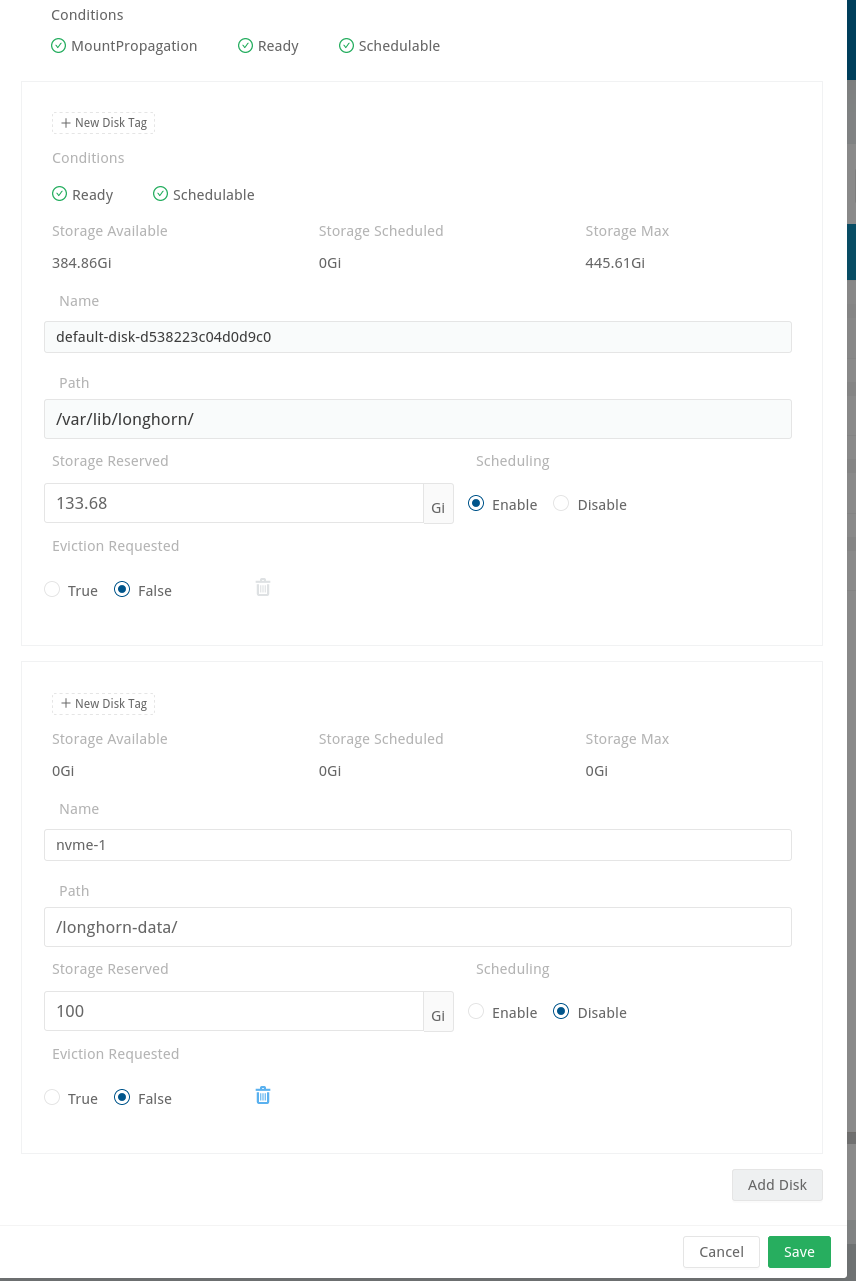 Conditions
MountPropagation Ready Schedulable
+ New Disk Tag
Conditions
Ready Schedulable
Storage Available Storage Scheduled Storage Max
384.86Gi 0Gi 445.61Gi
Name
default-disk-d538223c04d0d9c0
Path
/var/lib/longhorn/
Storage Reserved Scheduling
133.68 Gi Enable Disable
Eviction Requested
True False
+ New Disk Tag
Storage Available Storage Scheduled Storage Max
0Gi 0Gi 0Gi
Name
nvme-1
Path
/longhorn-data/
Storage Reserved Scheduling
100 Gi Enable Disable
Eviction Requested
True False
Add Disk
Cancel Save